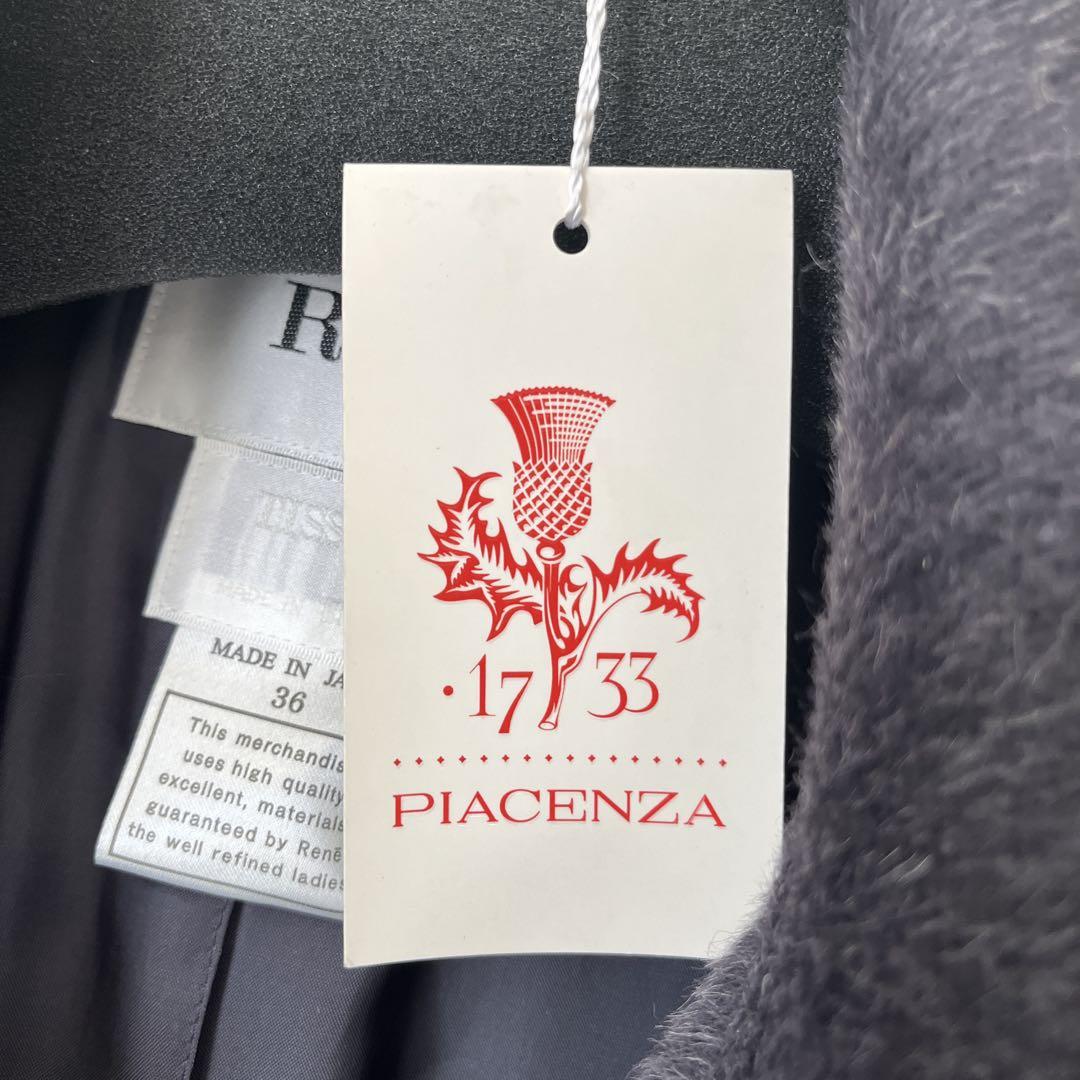 R
MADE IN JA
36
This merchandis
uses high quality
excellent, materials
guaranteed by René
the well refined ladies
·17 33
PIACENZA